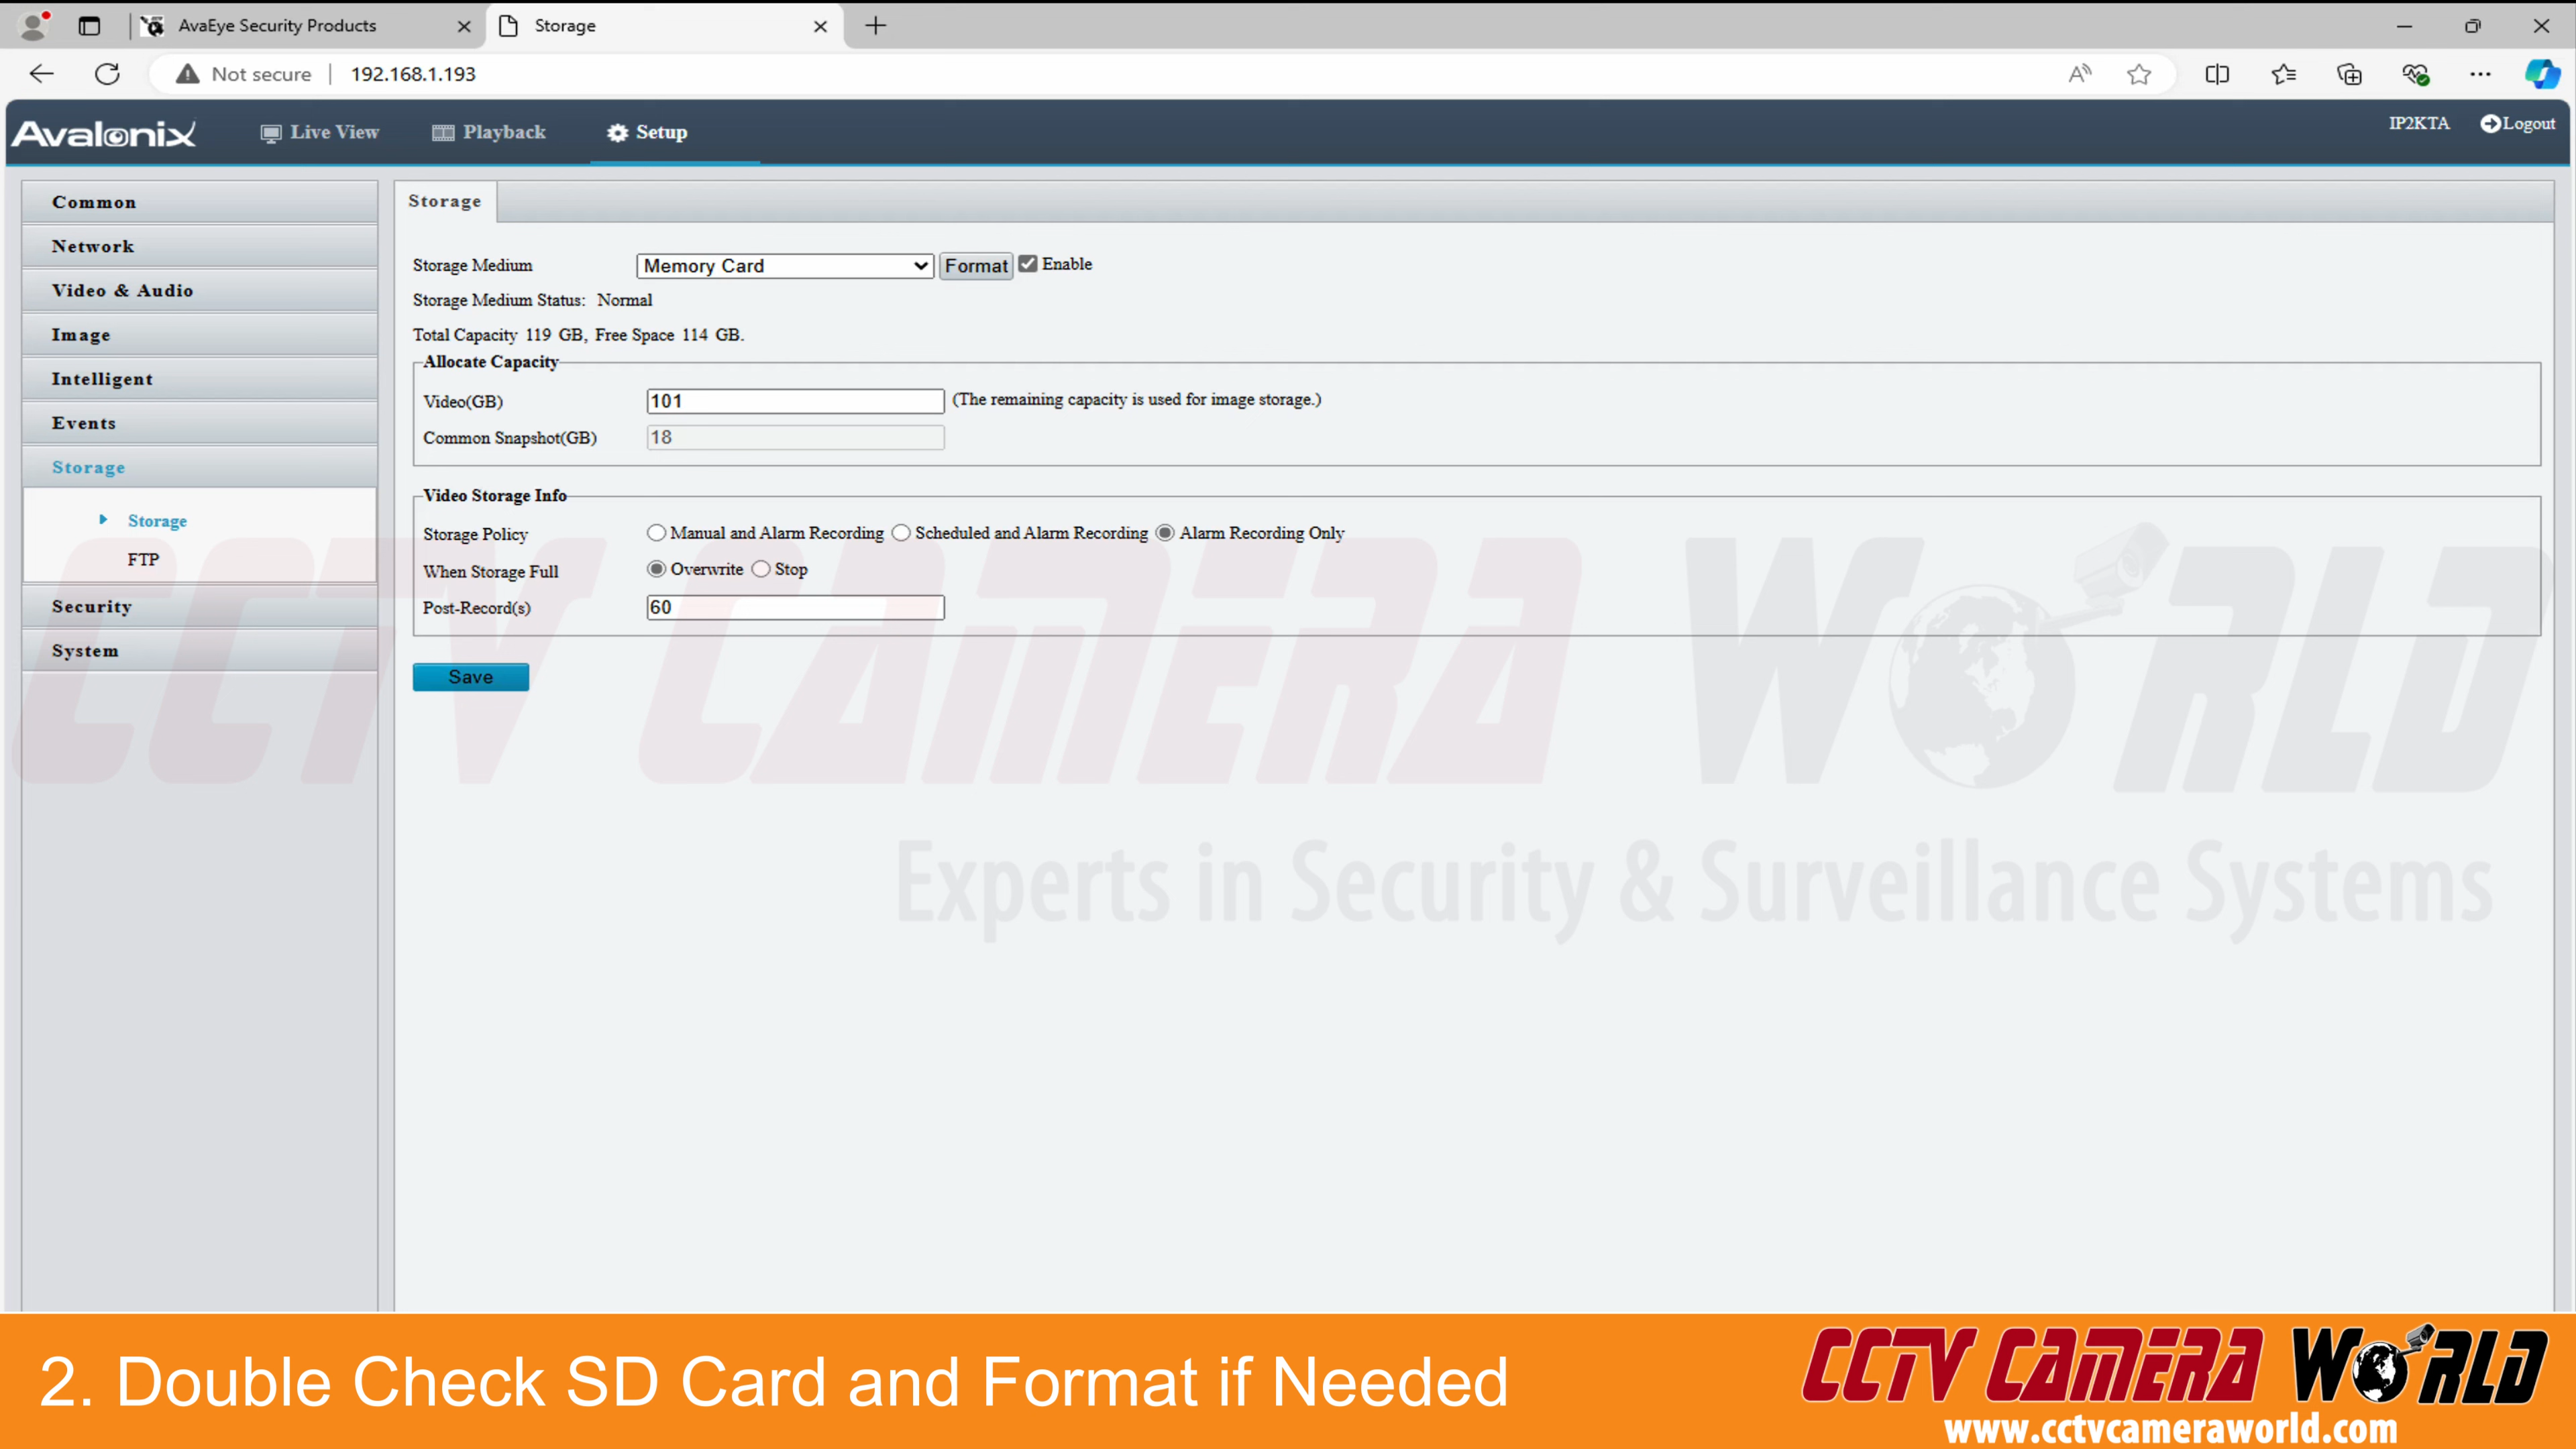 AvaEye Security Products
Storage
Not secure
192.168.1.193
Avalonix
Live View
Playback
Setup
IP2KTA
Logout
Common
Network
Video & Audio
Image
Intelligent
Events
Storage
Storage
FTP
Security
System
Storage
Storage Medium Memory Card Format Enable
Storage Medium Status: Normal
Total Capacity 119 GB, Free Space 114 GB.
Allocate Capacity
Video(GB) 101 (The remaining capacity is used for image storage.)
Common Snapshot(GB) 18
Video Storage Info
Storage Policy Manual and Alarm Recording Scheduled and Alarm Recording Alarm Recording Only
When Storage Full Overwrite Stop
Post-Record(s) 60
Save
CCTV CAMERA WORLD
Experts in Security & Surveillance Systems
2. Double Check SD Card and Format if Needed
CCTV CAMERA WORLD
www.cctvcameraworld.com